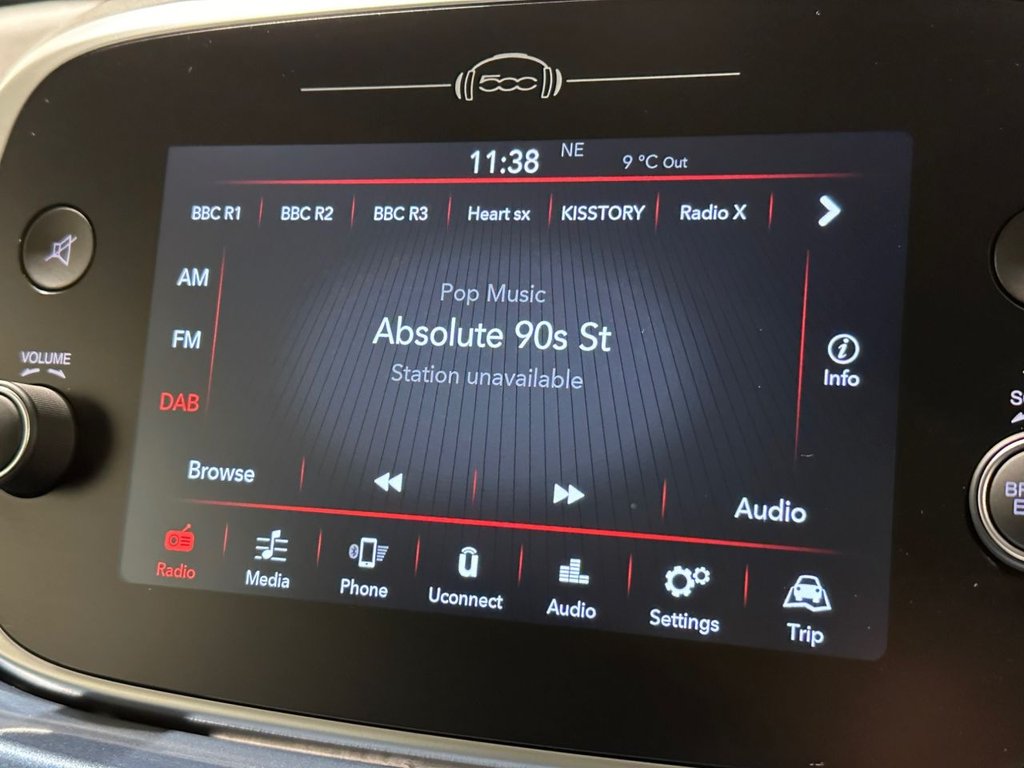 500
11:38 NE 9 °C Out
BBC R1 BBC R2 BBC R3 Heart sx KISSTORY Radio X
AM
Pop Music
FM
Absolute 90s St
VOLUME
Station unavailable
Info
DAB
Browse
Audio
Radio Media Phone Uconnect Audio Settings Trip